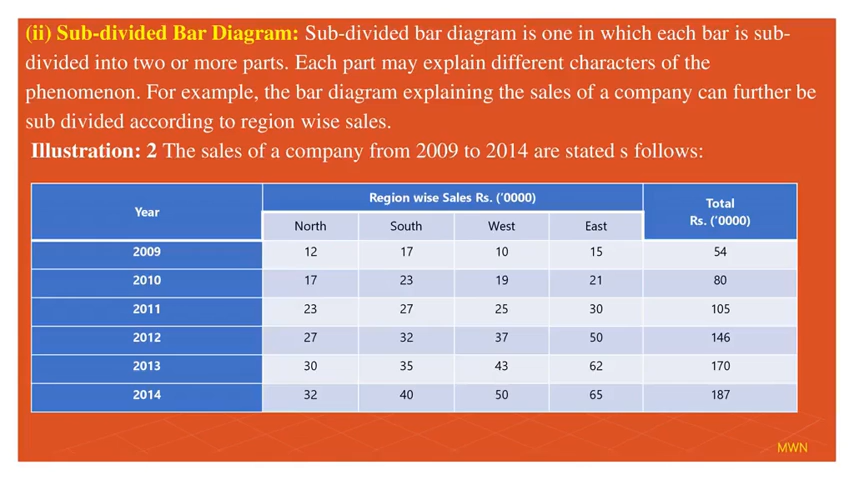 (ii) Sub-divided Bar Diagram: Sub-divided bar diagram is one in which each bar is sub-
divided into two or more parts. Each part may explain different characters of the
phenomenon. For example, the bar diagram explaining the sales of a company can further be
sub divided according to region wise sales.
Illustration: 2 The sales of a company from 2009 to 2014 are stated s follows:
Year Region wise Sales Rs. ('0000) Total Rs. ('0000)
North South West East
2009 12 17 10 15 54
2010 17 23 19 21 80
2011 23 27 25 30 105
2012 27 32 37 50 146
2013 30 35 43 62 170
2014 32 40 50 65 187
MWN